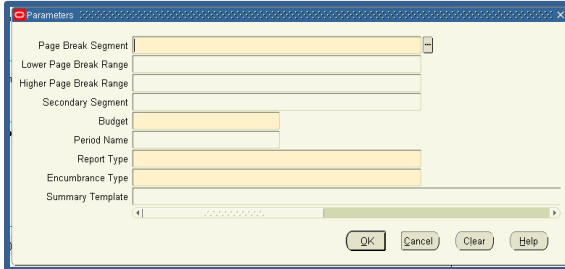 Parameters
Page Break Segment
Lower Page Break Range
Higher Page Break Range
Secondary Segment
Budget
Period Name
Report Type
Encumbrance Type
Summary Template
OK Cancel Clear Help